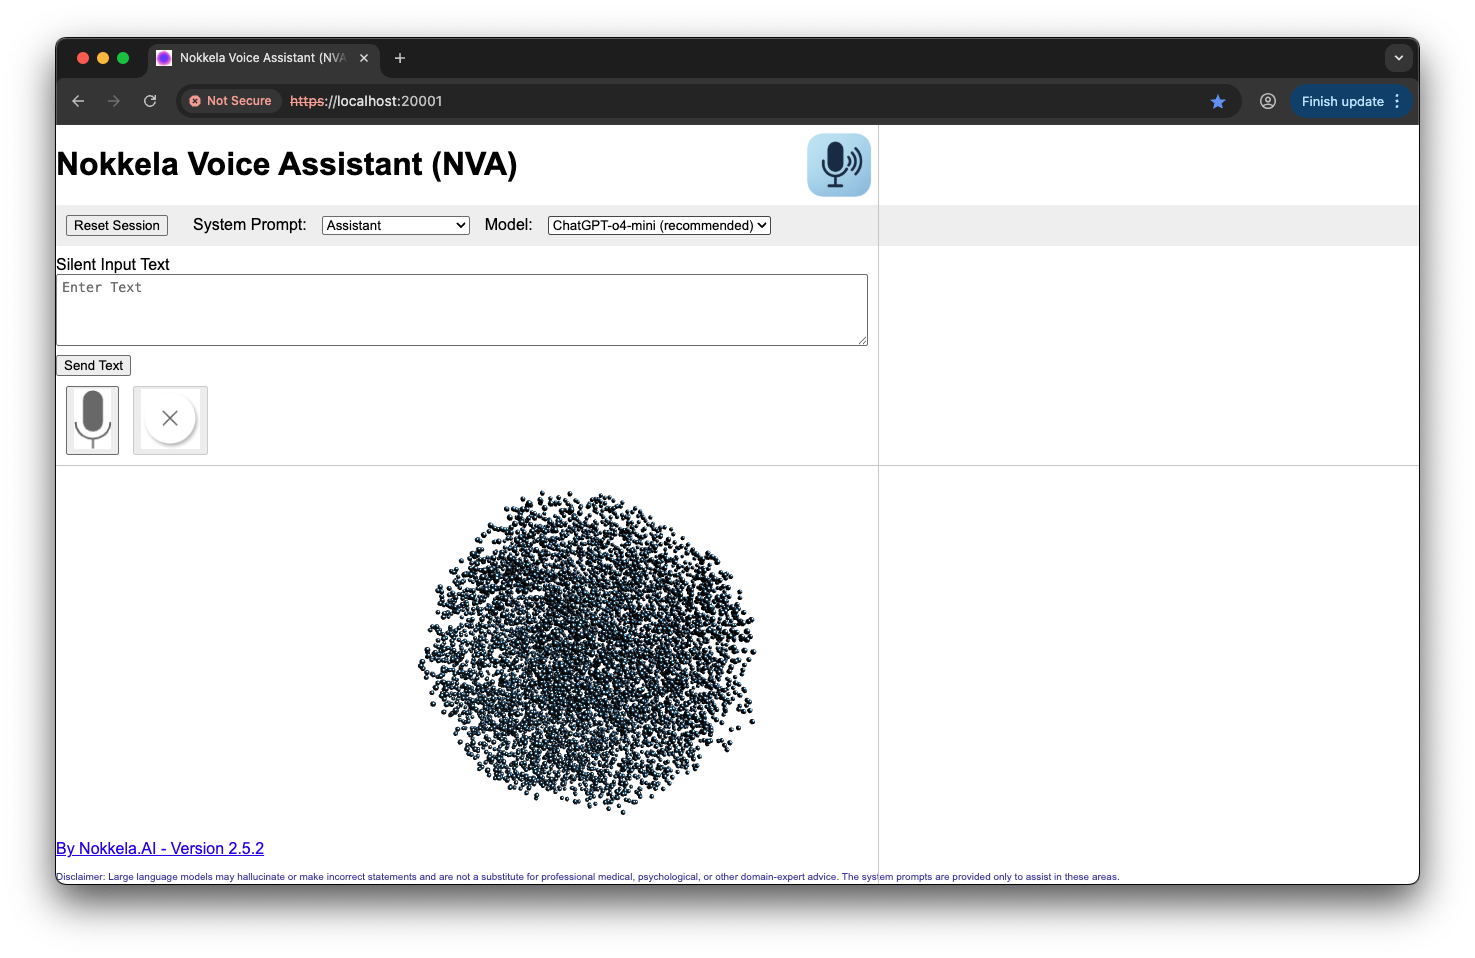 Nokkela Voice Assistant (NVA
Not Secure https://localhost:20001 Finish update
Nokkela Voice Assistant (NVA)
Reset Session System Prompt: Assistant Model: ChatGPT-o4-mini (recommended)
Silent Input Text
Enter Text
Send Text
By Nokkela.AI - Version 2.5.2
Disclaimer: Large language models may hallucinate or make incorrect statements and are not a substitute for professional medical, psychological, or other domain-expert advice. The system prompts are provided only to assist in these areas.